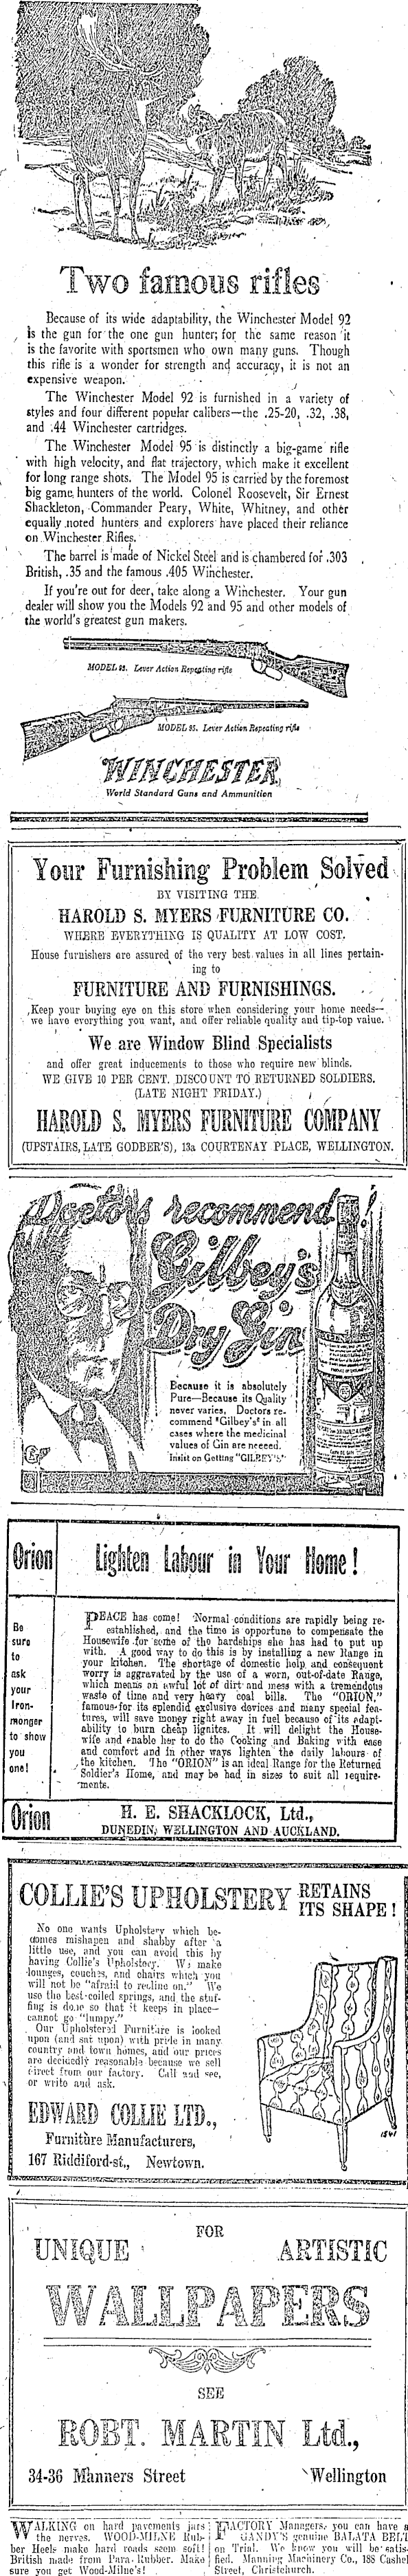 Two famous rifles
Because of its wide adaptability, the Winchester Model 92
is the gun for the one gun hunter; for the same reason it
is the favorite with sportsmen who own many guns. Though
this rifle is a wonder for strength and accuracy, it is not an
expensive weapon.
The Winchester Model 92 is furnished in a variety of
styles and four different popular calibers—the .25-20, .32, .38,
and .44 Winchester cartridges.
The Winchester Model 95 is distinctly a big-game rifle
with high velocity, and flat trajectory, which make it excellent
for long range shots. The Model 95 is carried by the foremost
big game hunters of the world. Colonel Roosevelt, Sir Ernest
Shackleton, Commander Peary, White, Whitney, and other
equally noted hunters and explorers have placed their reliance
on Winchester Rifles.
The barrel is made of Nickel Steel and is chambered for .303
British, .35 and the famous .405 Winchester.
If you're out for deer, take along a Winchester. Your gun
dealer will show you the Models 92 and 95 and other models of
the world's greatest gun makers.
MODEL 92. Lever Action Repeating rifle
MODEL 95. Lever Action Repeating rifle
WINCHESTER
World Standard Guns and Ammunition
Your Furnishing Problem Solved
BY VISITING THE
HAROLD S. MYERS FURNITURE CO.
WHERE EVERYTHING IS QUALITY AT LOW COST.
House furnishers are assured of the very best values in all lines pertain-
ing to
FURNITURE AND FURNISHINGS.
Keep your buying eye on this store when considering your home needs—
we have everything you want, and offer reliable quality and tip-top value.
We are Window Blind Specialists
and offer great inducements to those who require new blinds.
WE GIVE 10 PER CENT. DISCOUNT TO RETURNED SOLDIERS.
(LATE NIGHT FRIDAY.)
HAROLD S. MYERS FURNITURE COMPANY
(UPSTAIRS, LATE GODBER'S), 13a COURTENAY PLACE, WELLINGTON.
Doctors recommend!
Gilbey's
Dry Gin
Because it is absolutely
Pure—Because its Quality
never varies. Doctors re-
commend "Gilbey's" in all
cases where the medicinal
values of Gin are needed.
Insist on Getting "GILBEY'S"
Orion
Lighten Labour in Your Home!
Be
sure
to
ask
your
Iron-
monger
to show
you
one!
PEACE has come! Normal conditions are rapidly being re-
established, and the time is opportune to compensate the
Housewife for some of the hardships she has had to put up
with. A good way to do this is by installing a new Range in
your kitchen. The shortage of domestic help and consequent
worry is aggravated by the use of a worn, out-of-date Range,
which means an awful lot of dirt and mess with a tremendous
waste of time and very heavy coal bills. The "ORION,"
famous for its splendid exclusive devices and many special fea-
tures, will save money right away in fuel because of its adapt-
ability to burn cheap lignites. It will delight the House-
wife and enable her to do the Cooking and Baking with ease
and comfort and in other ways lighten the daily labours of
the kitchen. The "ORION" is an ideal Range for the Returned
Soldier's Home, and may be had in sizes to suit all require-
ments.
Orion
H. E. SHACKLOCK, Ltd.,
DUNEDIN, WELLINGTON AND AUCKLAND.
COLLIE'S UPHOLSTERY RETAINS
ITS SHAPE!
No one wants Upholstery which be-
comes mishapen and shabby after a
little use, and you can avoid this by
having Collie's Upholstery. We make
lounges, couches, and chairs which you
will not be "afraid to recline on." We
use the best-coiled springs, and the stuf-
fing is done so that it keeps in place—
cannot go "lumpy."
Our Upholstered Furniture is looked
upon (and sat upon) with pride in many
country and town homes, and our prices
are decidedly reasonable because we sell
direct from our factory. Call and see,
or write and ask.
EDWARD COLLIE LTD.,
Furniture Manufacturers,
167 Riddiford-st., Newtown.
1541
FOR
UNIQUE ARTISTIC
WALLPAPERS
SEE
ROBT. MARTIN Ltd.,
34-36 Manners Street Wellington
WALKING on hard pavements jars
the nerves. WOOD-MILNE Rub-
ber Heels make hard roads seem soft!
British made from Para Rubber. Make
sure you get Wood-Milne's!
FACTORY Managers, you can have a
GANDY'S genuine BALATA BELT
on Trial. We know you will be satis-
fied. Manning Machinery Co., 188 Cashel
Street, Christchurch.